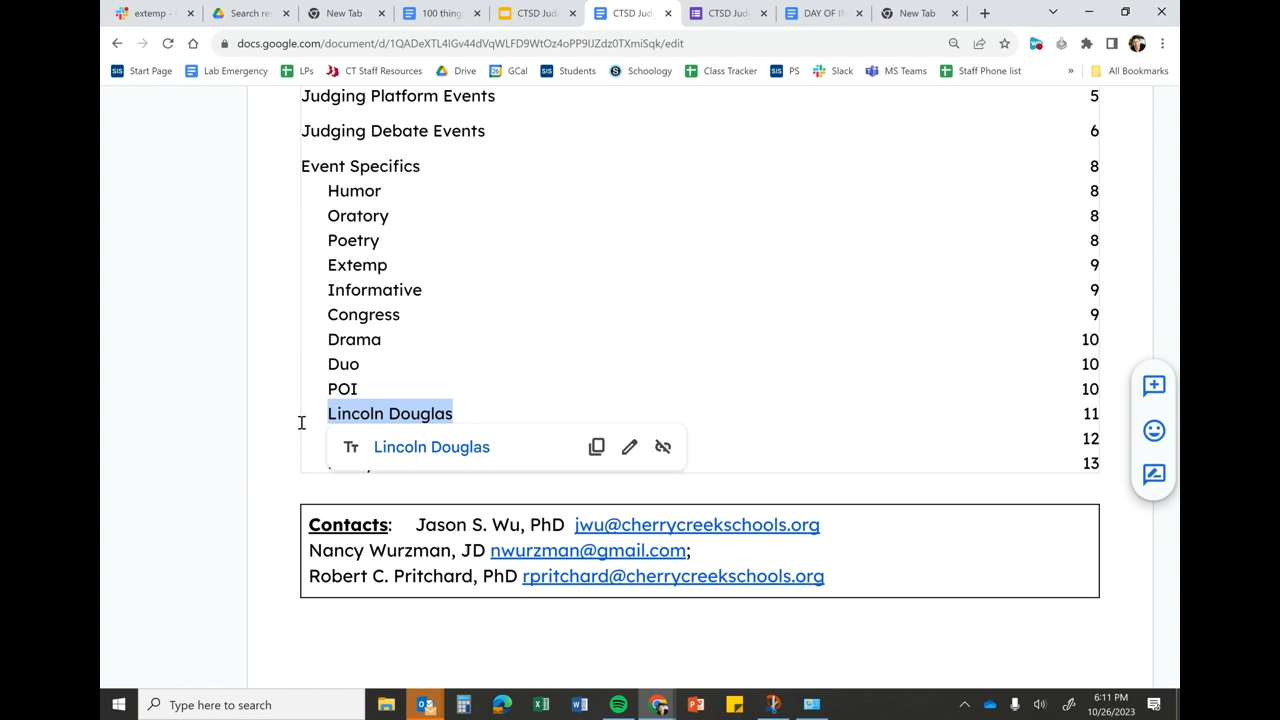 extemp -
Search re
New Tab
100 thing
CTSD Jud
CTSD Jud
CTSD Jud
DAY OF I
New Tab
docs.google.com/document/d/1QADeXTL4IGv44dVqWLFD9WtOz4oPP9IJZdz0TXmiSqk/edit
Start Page
Lab Emergency
LPs
CT Staff Resources
Drive
GCal
Students
Schoology
Class Tracker
PS
Slack
MS Teams
Staff Phone list
»
All Bookmarks
Judging Platform Events 5
Judging Debate Events 6
Event Specifics 8
Humor 8
Oratory 8
Poetry 8
Extemp 9
Informative 9
Congress 9
Drama 10
Duo 10
POI 10
Lincoln Douglas 11
12
Lincoln Douglas
13
Contacts: Jason S. Wu, PhD jwu@cherrycreekschools.org
Nancy Wurzman, JD nwurzman@gmail.com;
Robert C. Pritchard, PhD rpritchard@cherrycreekschools.org
Type here to search
6:11 PM
10/26/2023